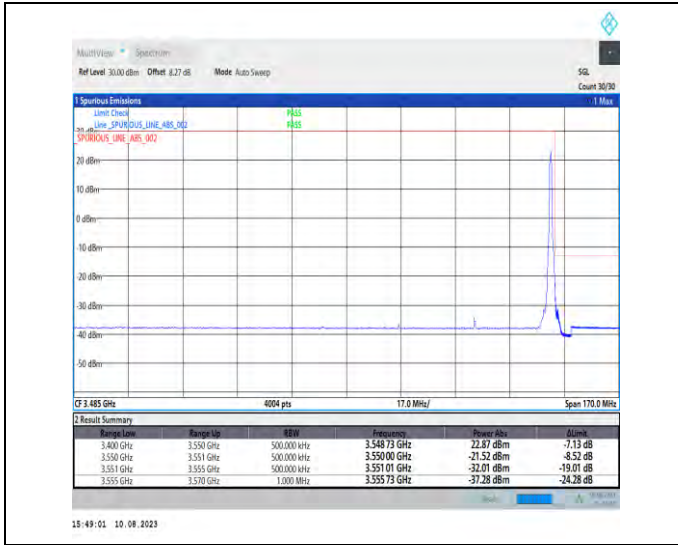 MultiView Spectrum
Ref Level 30.00 dBm Offset 8.27 dB Mode Auto Sweep SGL
Count 30/30
1 Spurious Emissions 1 Max
Limit Check PASS
Line _SPURIOUS_LINE_ABS_002 PASS
_SPURIOUS_LINE_ABS_002
20 dBm
10 dBm
0 dBm
-10 dBm
-20 dBm
-30 dBm
-40 dBm
-50 dBm
CF 3.485 GHz 4004 pts 17.0 MHz/ Span 170.0 MHz
2 Result Summary
Range Low Range Up RBW Frequency Power Abs ΔLimit
3.400 GHz 3.550 GHz 500.000 kHz 3.548 73 GHz 22.87 dBm -7.13 dB
3.550 GHz 3.551 GHz 500.000 kHz 3.550 00 GHz -21.52 dBm -8.52 dB
3.551 GHz 3.555 GHz 500.000 kHz 3.551 01 GHz -32.01 dBm -19.01 dB
3.555 GHz 3.570 GHz 1.000 MHz 3.555 73 GHz -37.28 dBm -24.28 dB
15:49:01 10.08.2023